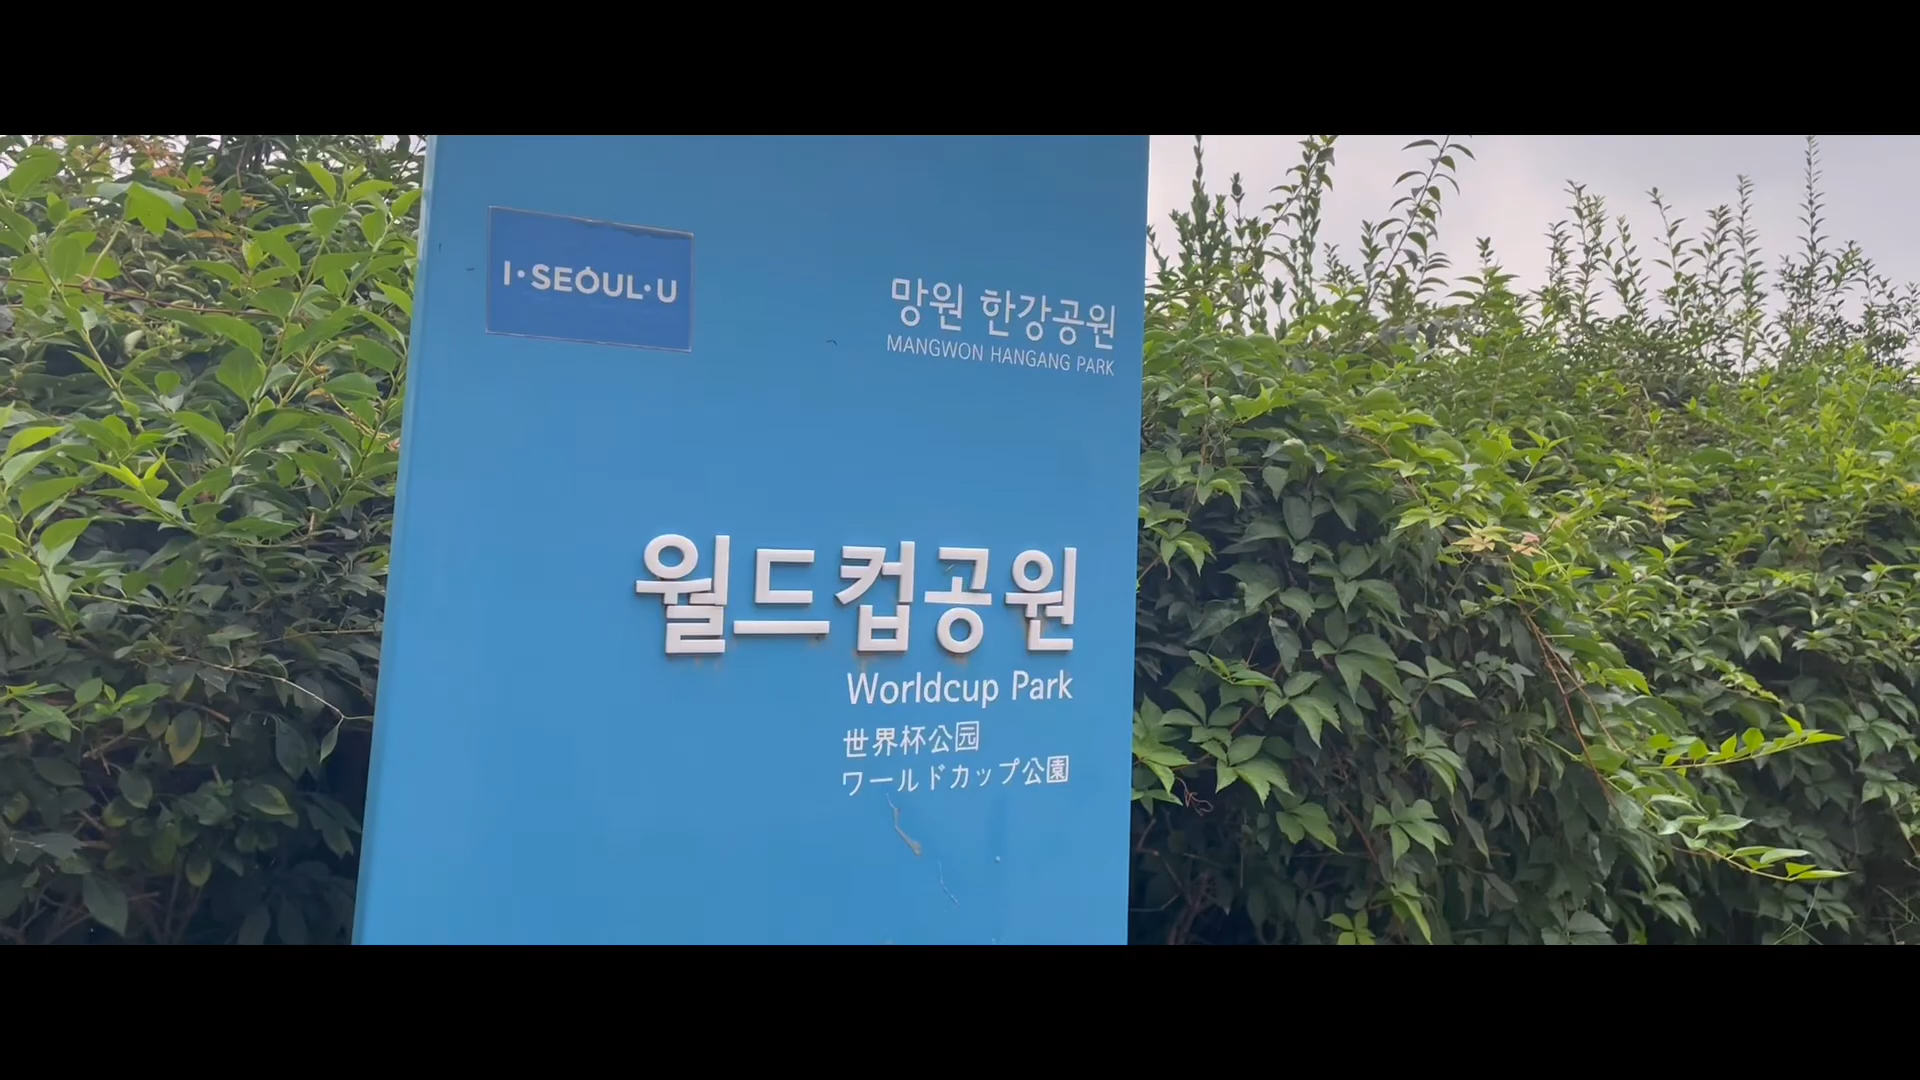 I·SEOUL·U
망원 한강공원
MANGWON HANGANG PARK
월드컵공원
Worldcup Park
世界杯公园
ワールドカップ公園